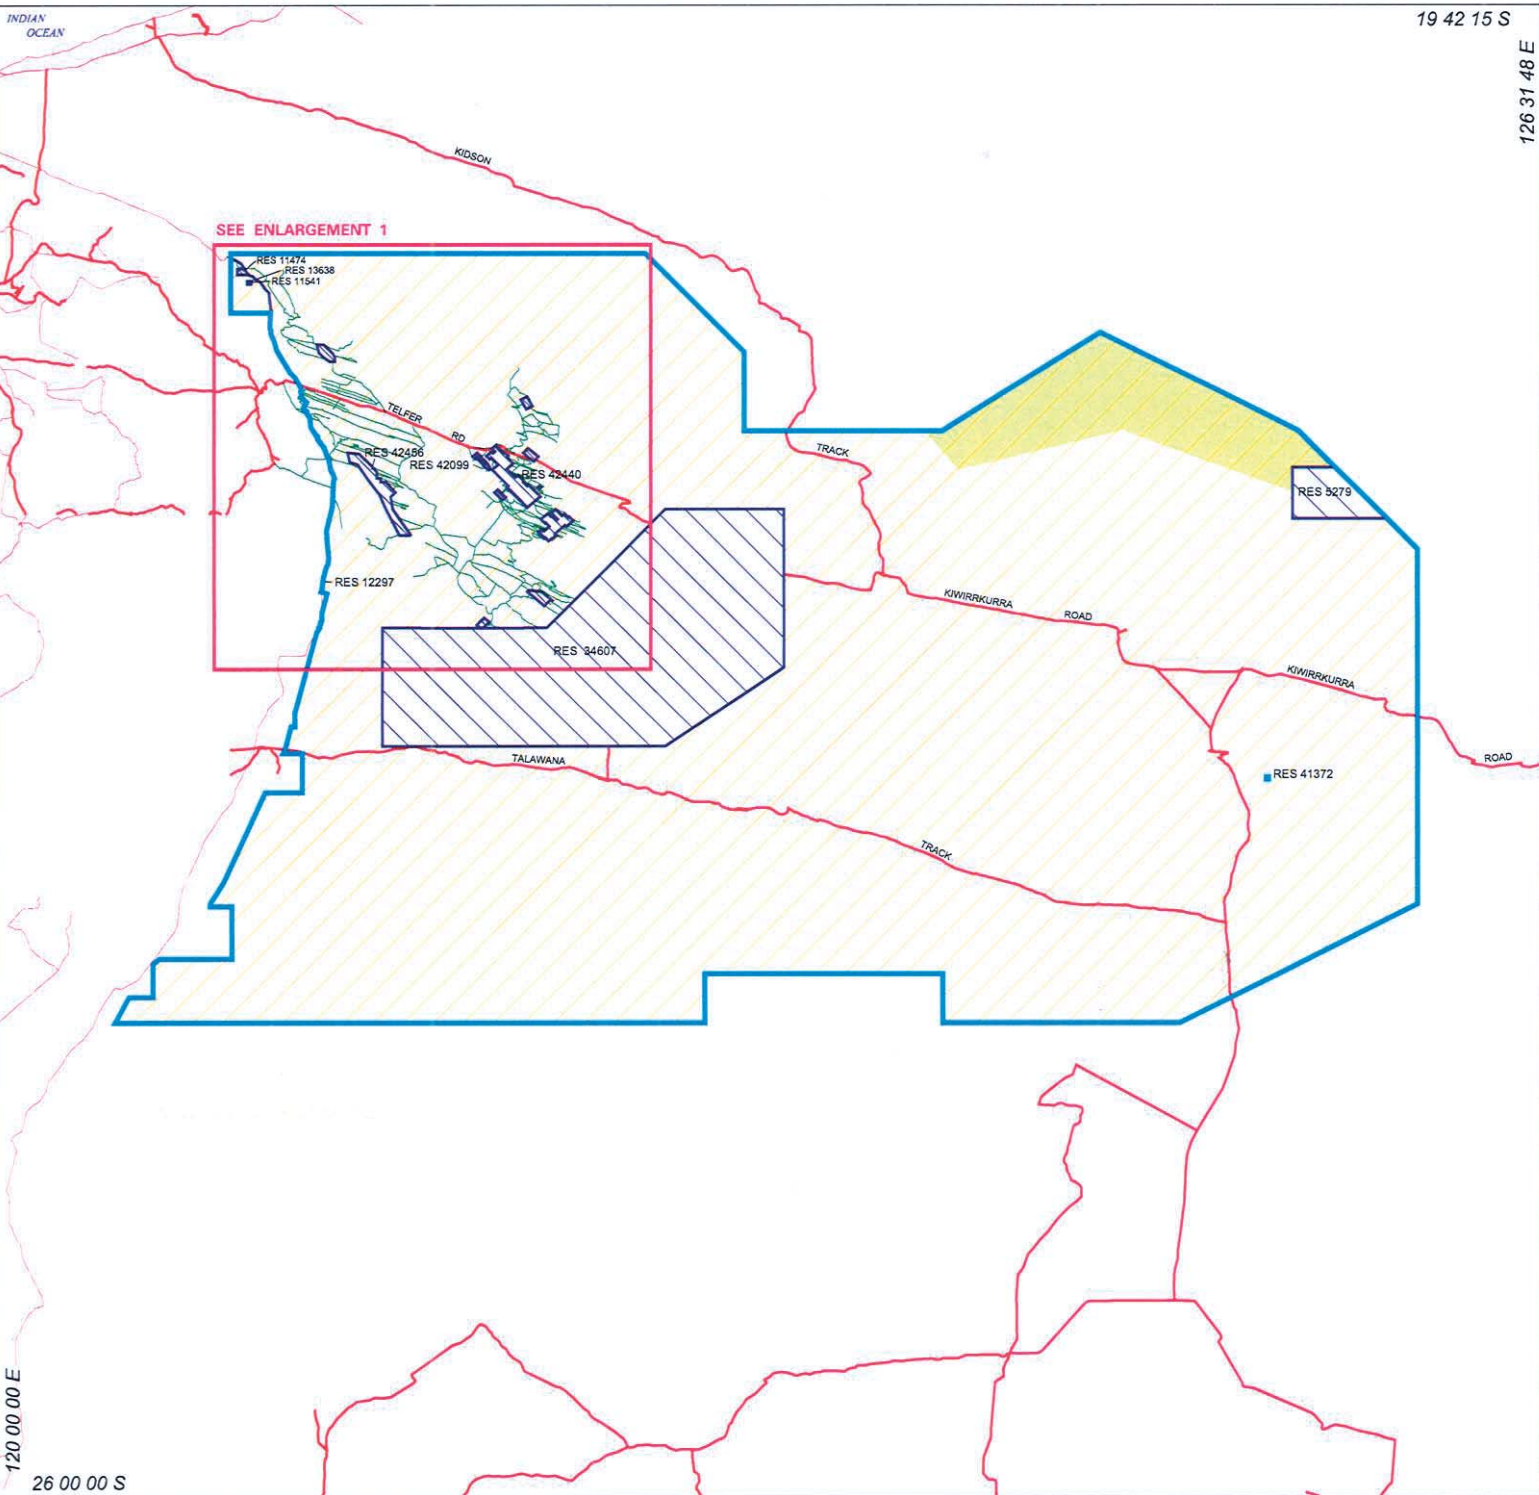 INDIAN
OCEAN
19 42 15 S
126 31 48 E
KIDSON
SEE ENLARGEMENT 1
RES 11474
RES 13638
RES 11541
TELFER
RD
TRACK
RES 42456
RES 42099
RES 42440
RES 5279
RES 12297
KIWIRRKURRA
ROAD
RES 34607
KIWIRRKURRA
TALAWANA
ROAD
RES 41372
TRACK
120 00 00 E
26 00 00 S